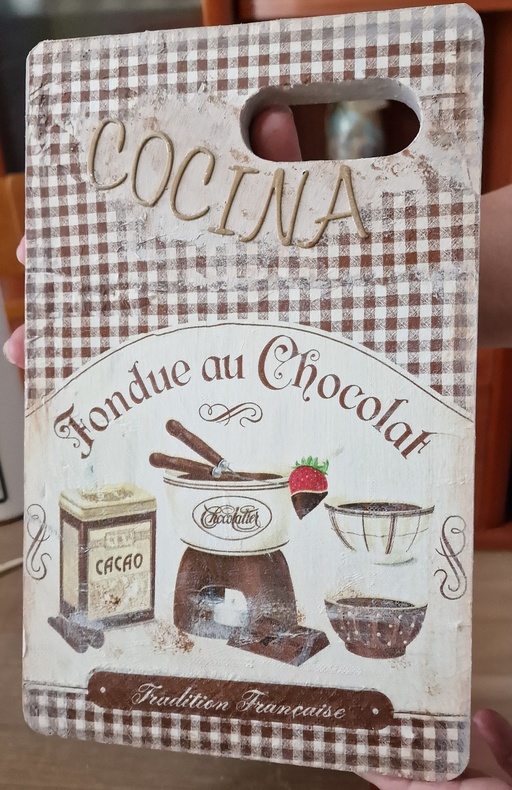 COCINA
Fondue au Chocolat
Chocolatier
CACAO
Tradition Française